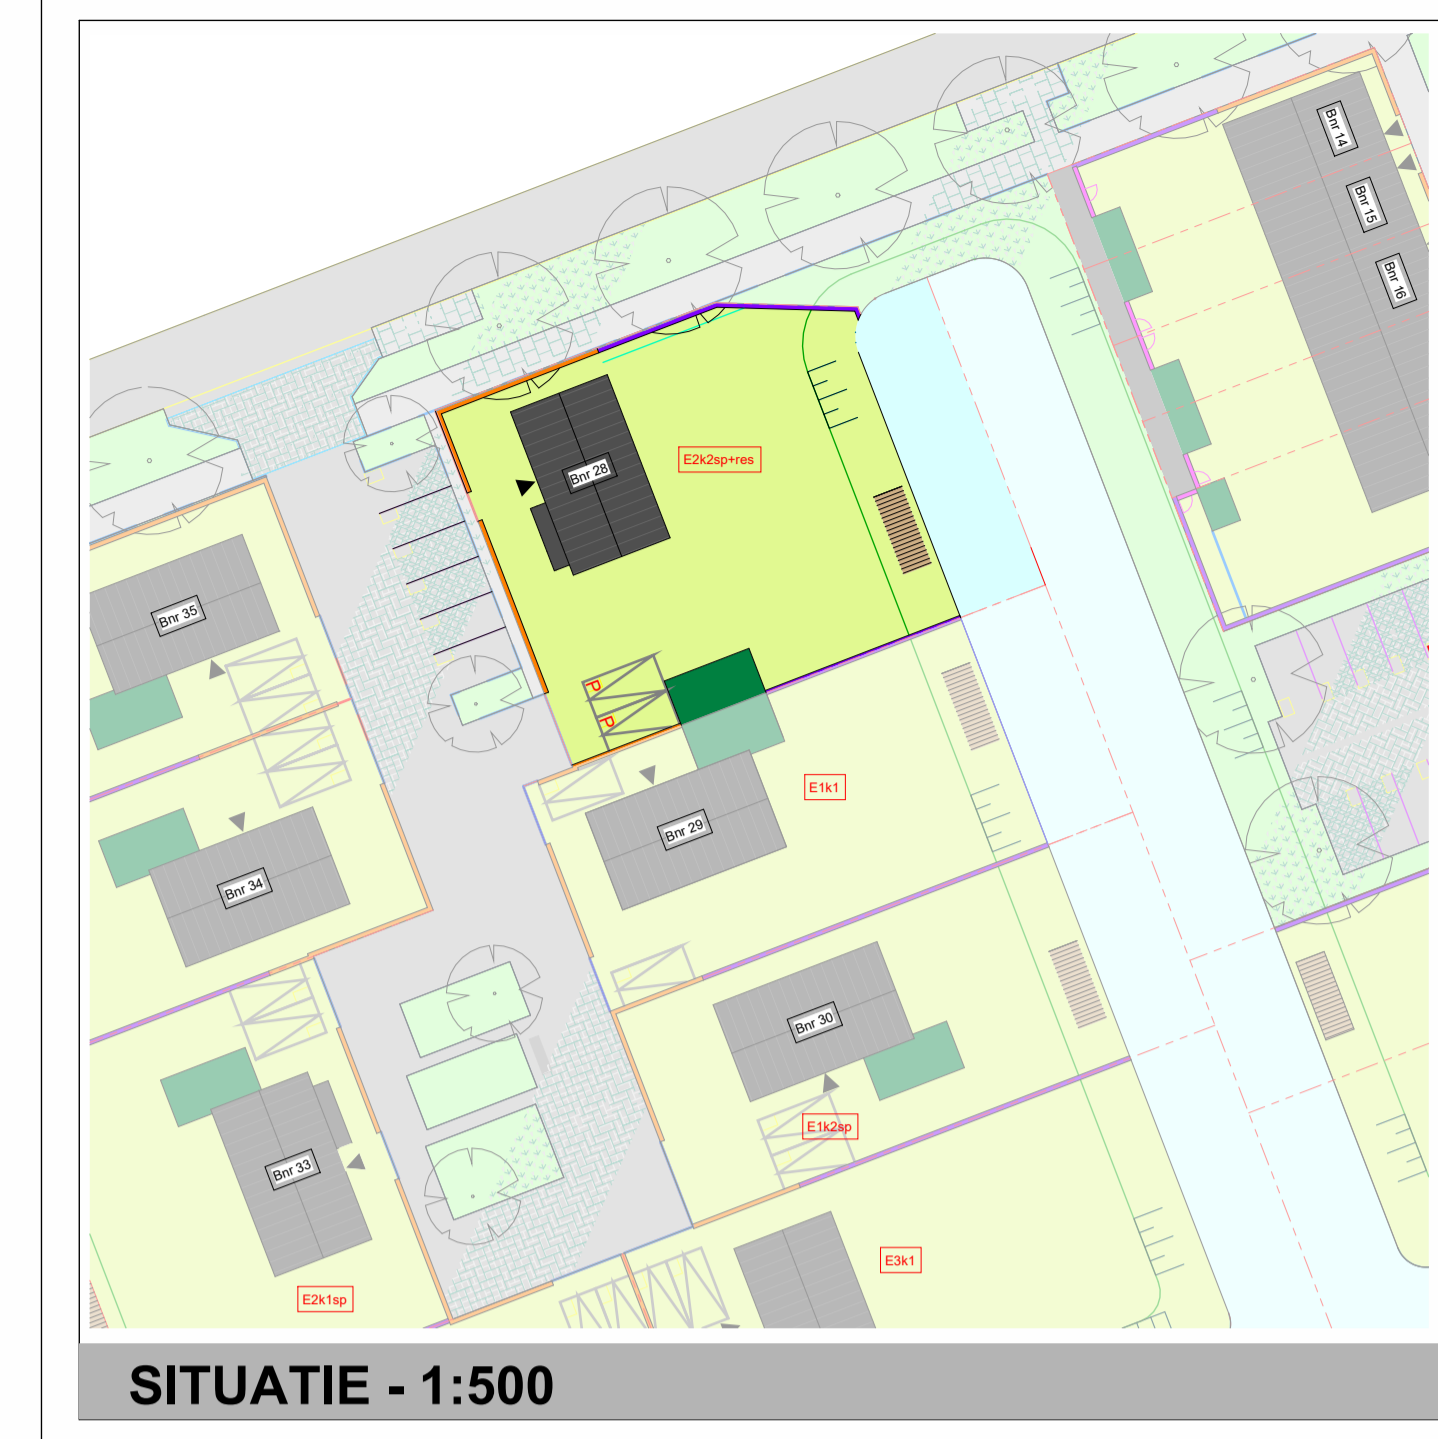 Bnr 14
Bnr 15
Bnr 16
E2k2sp+res
Bnr 28
Bnr 35
P
P
E1k1
Bnr 29
Bnr 34
Bnr 30
E1k2sp
Bnr 33
E3k1
E2k1sp
SITUATIE - 1:500